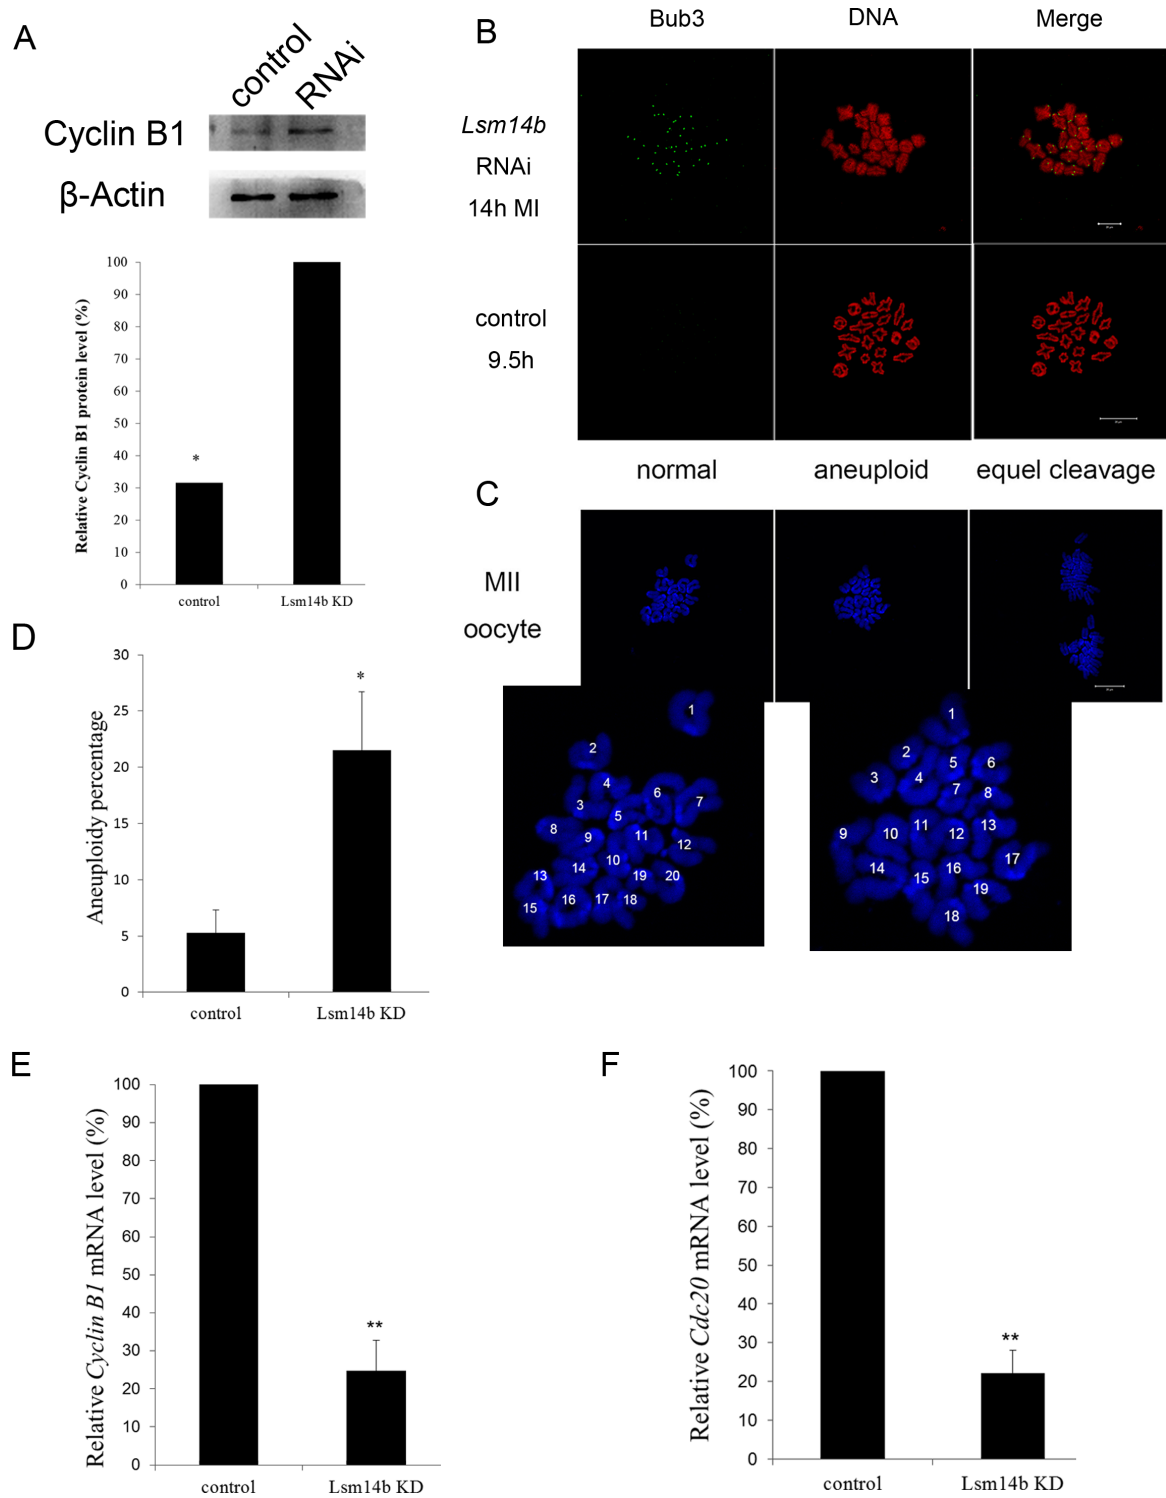 A
control
RNAi
Cyclin B1
β-Actin
Relative Cyclin B1 protein level (%)
100
90
80
70
60
50
40
30
20
10
0
*
control
Lsm14b KD
B
Bub3
DNA
Merge
Lsm14b
RNAi
14h MI
control
9.5h
C
normal
aneuploid
equel cleavage
MII
oocyte
1
2
3
4
5
6
7
8
9
10
11
12
13
14
15
16
17
18
19
20
1
2
3
4
5
6
7
8
9
10
11
12
13
14
15
16
17
18
19
D
Aneuploidy percentage
30
25
20
15
10
5
0
*
control
Lsm14b KD
E
Relative Cyclin B1 mRNA level (%)
100
90
80
70
60
50
40
30
20
10
0
**
control
Lsm14b KD
F
Relative Cdc20 mRNA level (%)
100
90
80
70
60
50
40
30
20
10
0
**
control
Lsm14b KD